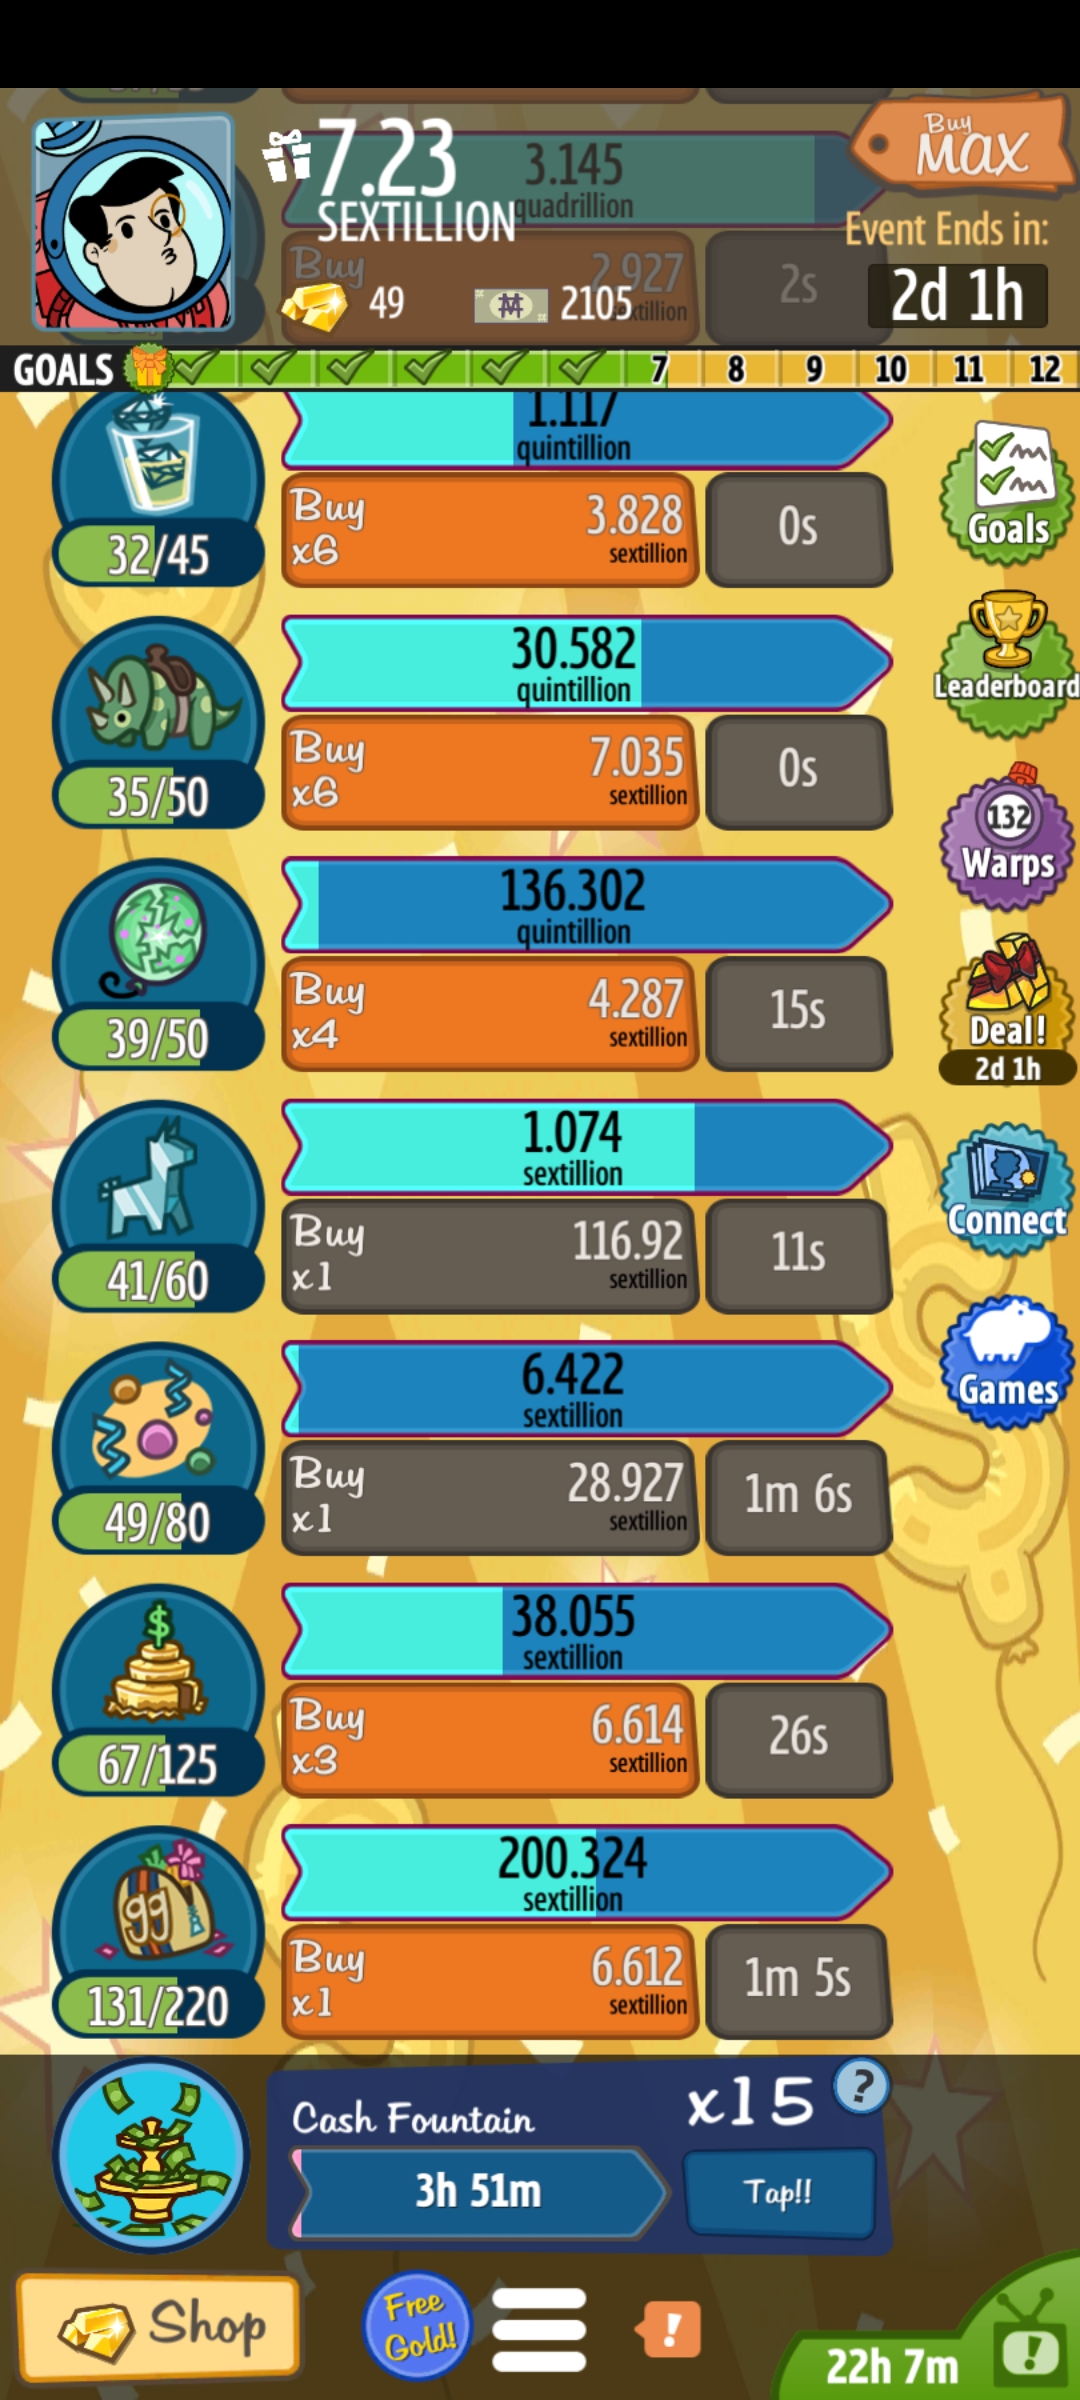 7.23
SEXTILLION
3.145
quadrillion
Buy
MAX
Event Ends in:
2d 1h
Buy
2.927
2s
49
2105
GOALS
7
8
9
10
11
12
1.117
quintillion
32/45
Buy
x6
3.828
sextillion
0s
Goals
30.582
quintillion
35/50
Buy
x6
7.035
sextillion
0s
Leaderboard
136.302
quintillion
39/50
Buy
x4
4.287
sextillion
15s
132
Warps
Deal!
2d 1h
1.074
sextillion
41/60
Buy
x1
116.92
sextillion
11s
Connect
6.422
sextillion
49/80
Buy
x1
28.927
sextillion
1m 6s
Games
38.055
sextillion
$
67/125
Buy
x3
6.614
sextillion
26s
200.324
sextillion
gg
131/220
Buy
x1
6.612
sextillion
1m 5s
Cash Fountain
x15
?
3h 51m
Tap!!
Shop
Free
Gold!
!
22h 7m
!